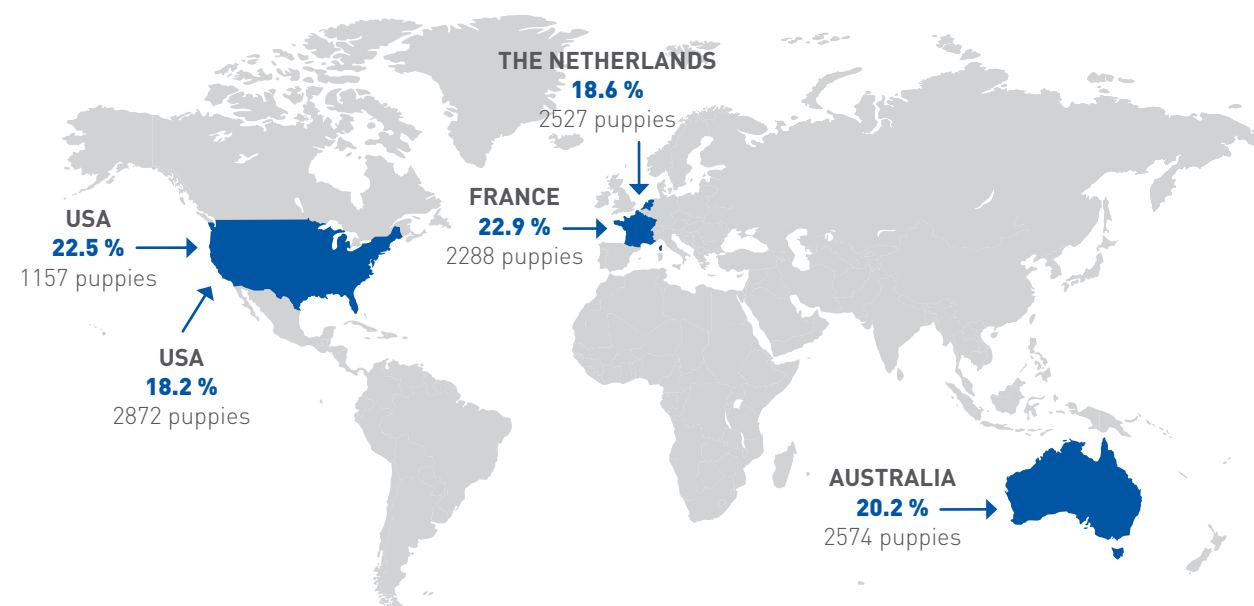 THE NETHERLANDS
18.6 %
2527 puppies
FRANCE
22.9 %
2288 puppies
USA
22.5 %
1157 puppies
USA
18.2 %
2872 puppies
AUSTRALIA
20.2 %
2574 puppies